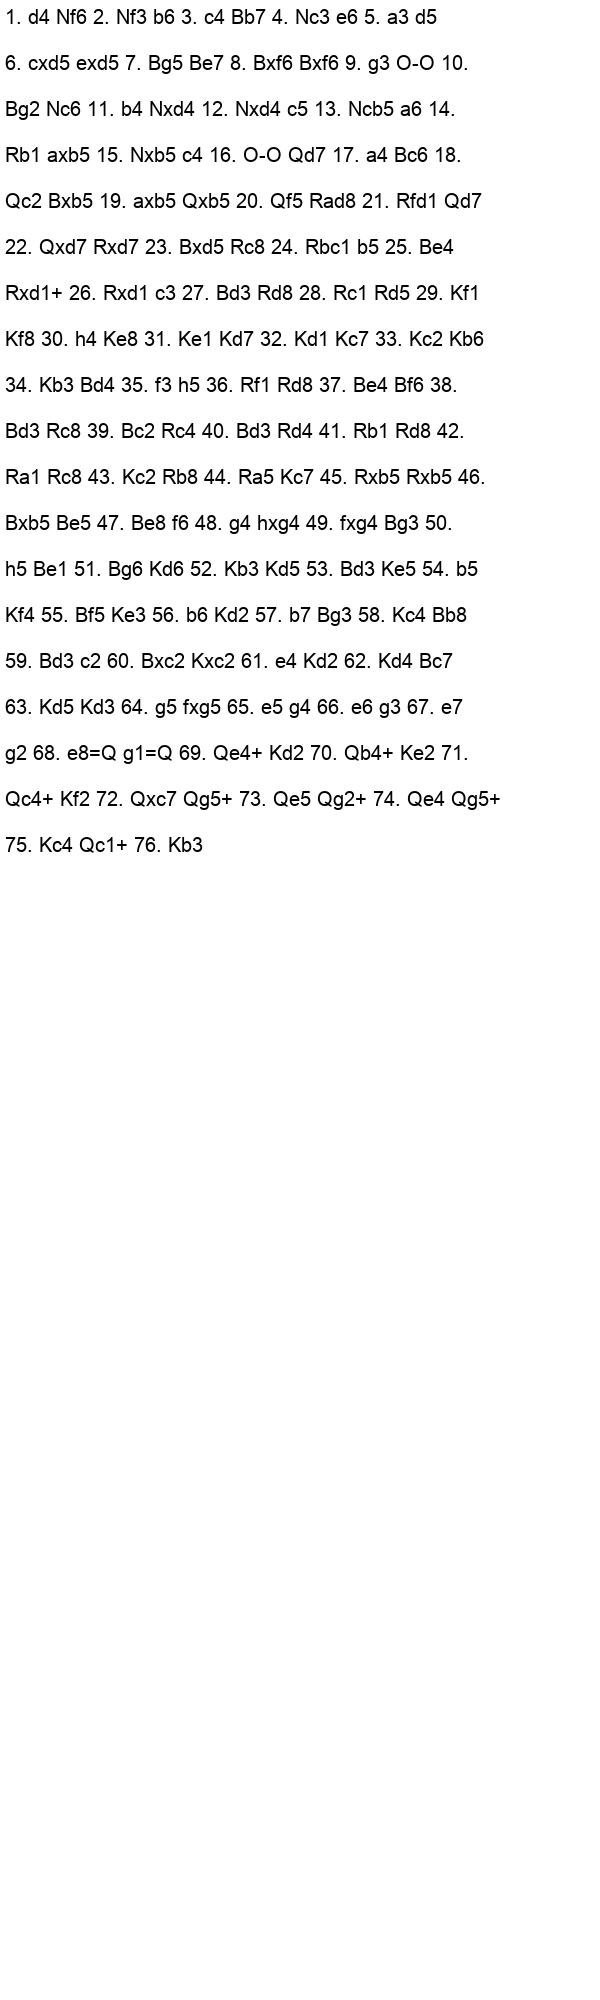 1. d4 Nf6 2. Nf3 b6 3. c4 Bb7 4. Nc3 e6 5. a3 d5
6. cxd5 exd5 7. Bg5 Be7 8. Bxf6 Bxf6 9. g3 O-O 10.
Bg2 Nc6 11. b4 Nxd4 12. Nxd4 c5 13. Ncb5 a6 14.
Rb1 axb5 15. Nxb5 c4 16. O-O Qd7 17. a4 Bc6 18.
Qc2 Bxb5 19. axb5 Qxb5 20. Qf5 Rad8 21. Rfd1 Qd7
22. Qxd7 Rxd7 23. Bxd5 Rc8 24. Rbc1 b5 25. Be4
Rxd1+ 26. Rxd1 c3 27. Bd3 Rd8 28. Rc1 Rd5 29. Kf1
Kf8 30. h4 Ke8 31. Ke1 Kd7 32. Kd1 Kc7 33. Kc2 Kb6
34. Kb3 Bd4 35. f3 h5 36. Rf1 Rd8 37. Be4 Bf6 38.
Bd3 Rc8 39. Bc2 Rc4 40. Bd3 Rd4 41. Rb1 Rd8 42.
Ra1 Rc8 43. Kc2 Rb8 44. Ra5 Kc7 45. Rxb5 Rxb5 46.
Bxb5 Be5 47. Be8 f6 48. g4 hxg4 49. fxg4 Bg3 50.
h5 Be1 51. Bg6 Kd6 52. Kb3 Kd5 53. Bd3 Ke5 54. b5
Kf4 55. Bf5 Ke3 56. b6 Kd2 57. b7 Bg3 58. Kc4 Bb8
59. Bd3 c2 60. Bxc2 Kxc2 61. e4 Kd2 62. Kd4 Bc7
63. Kd5 Kd3 64. g5 fxg5 65. e5 g4 66. e6 g3 67. e7
g2 68. e8=Q g1=Q 69. Qe4+ Kd2 70. Qb4+ Ke2 71.
Qc4+ Kf2 72. Qxc7 Qg5+ 73. Qe5 Qg2+ 74. Qe4 Qg5+
75. Kc4 Qc1+ 76. Kb3